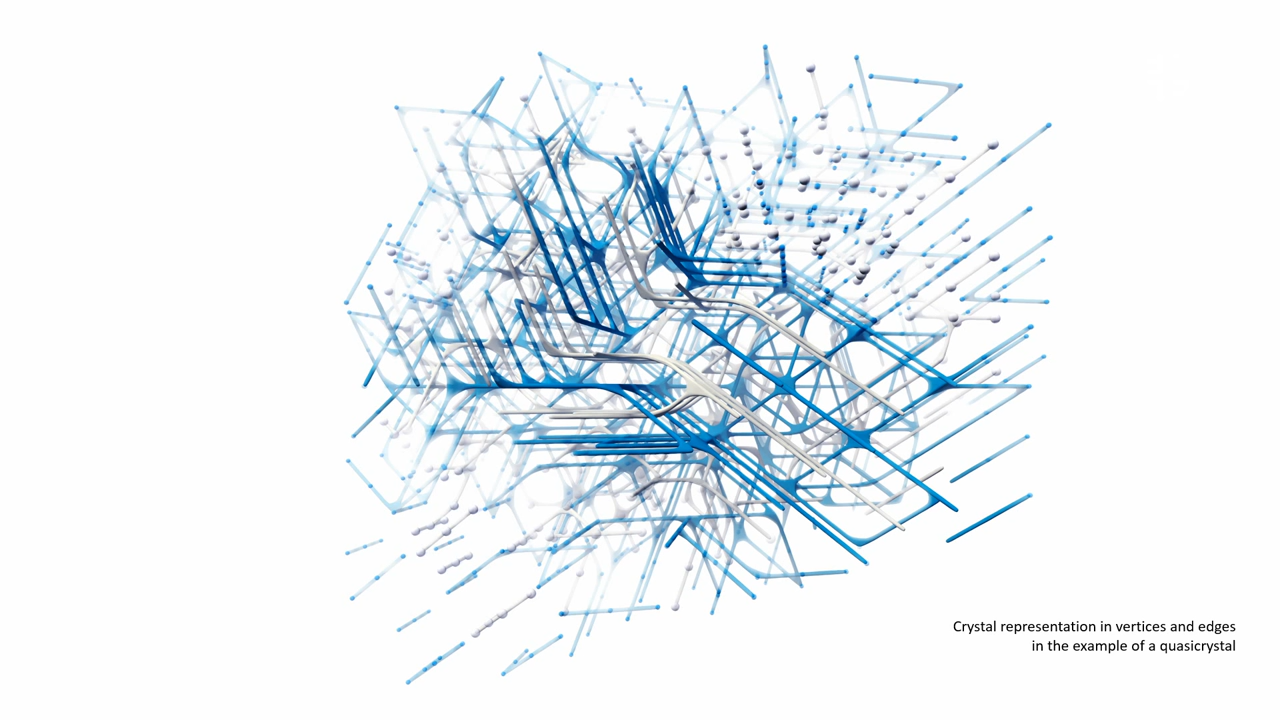 Crystal representation in vertices and edges
in the example of a quasicrystal